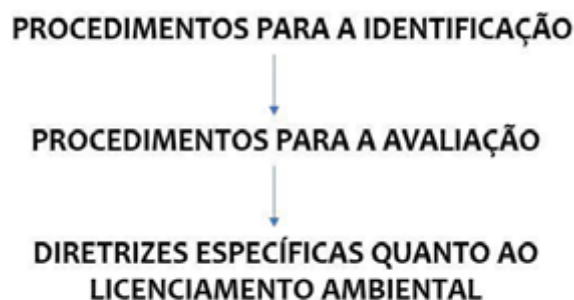 PROCEDIMENTOS PARA A IDENTIFICAÇÃO
PROCEDIMENTOS PARA A AVALIAÇÃO
DIRETRIZES ESPECÍFICAS QUANTO AO
LICENCIAMENTO AMBIENTAL